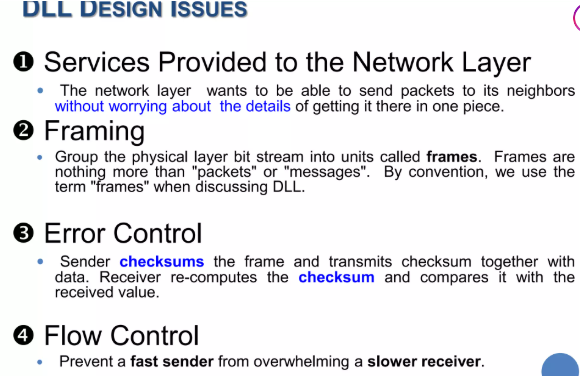 DLL DESIGN ISSUES
❶ Services Provided to the Network Layer
• The network layer wants to be able to send packets to its neighbors
without worrying about the details of getting it there in one piece.
❷ Framing
• Group the physical layer bit stream into units called frames. Frames are
nothing more than "packets" or "messages". By convention, we use the
term "frames" when discussing DLL.
❸ Error Control
• Sender checksums the frame and transmits checksum together with
data. Receiver re-computes the checksum and compares it with the
received value.
❹ Flow Control
• Prevent a fast sender from overwhelming a slower receiver.